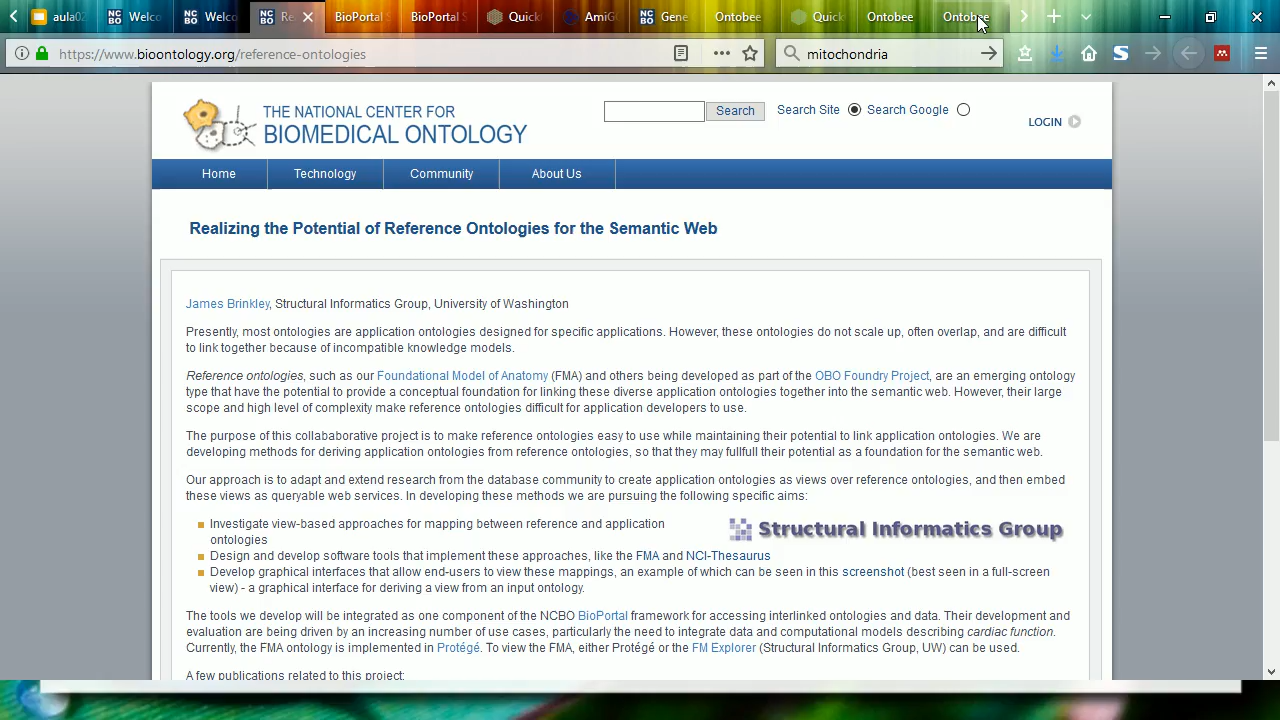 aula02
Welco
Welco
Re
BioPortal S
BioPortal S
Quick
AmiG
Gene
Ontobee
Quick
Ontobee
Ontobee
https://www.bioontology.org/reference-ontologies
mitochondria
THE NATIONAL CENTER FOR
BIOMEDICAL ONTOLOGY
Search
Search Site
Search Google
LOGIN
Home
Technology
Community
About Us
Realizing the Potential of Reference Ontologies for the Semantic Web
James Brinkley, Structural Informatics Group, University of Washington
Presently, most ontologies are application ontologies designed for specific applications. However, these ontologies do not scale up, often overlap, and are difficult
to link together because of incompatible knowledge models.
Reference ontologies, such as our Foundational Model of Anatomy (FMA) and others being developed as part of the OBO Foundry Project, are an emerging ontology
type that have the potential to provide a conceptual foundation for linking these diverse application ontologies together into the semantic web. However, their large
scope and high level of complexity make reference ontologies difficult for application developers to use.
The purpose of this collababorative project is to make reference ontologies easy to use while maintaining their potential to link application ontologies. We are
developing methods for deriving application ontologies from reference ontologies, so that they may fullfull their potential as a foundation for the semantic web.
Our approach is to adapt and extend research from the database community to create application ontologies as views over reference ontologies, and then embed
these views as queryable web services. In developing these methods we are pursuing the following specific aims:
Investigate view-based approaches for mapping between reference and application
ontologies
Structural Informatics Group
Design and develop software tools that implement these approaches, like the FMA and NCI-Thesaurus
Develop graphical interfaces that allow end-users to view these mappings, an example of which can be seen in this screenshot (best seen in a full-screen
view) - a graphical interface for deriving a view from an input ontology.
The tools we develop will be integrated as one component of the NCBO BioPortal framework for accessing interlinked ontologies and data. Their development and
evaluation are being driven by an increasing number of use cases, particularly the need to integrate data and computational models describing cardiac function.
Currently, the FMA ontology is implemented in Protégé. To view the FMA, either Protégé or the FM Explorer (Structural Informatics Group, UW) can be used.
A few publications related to this project: